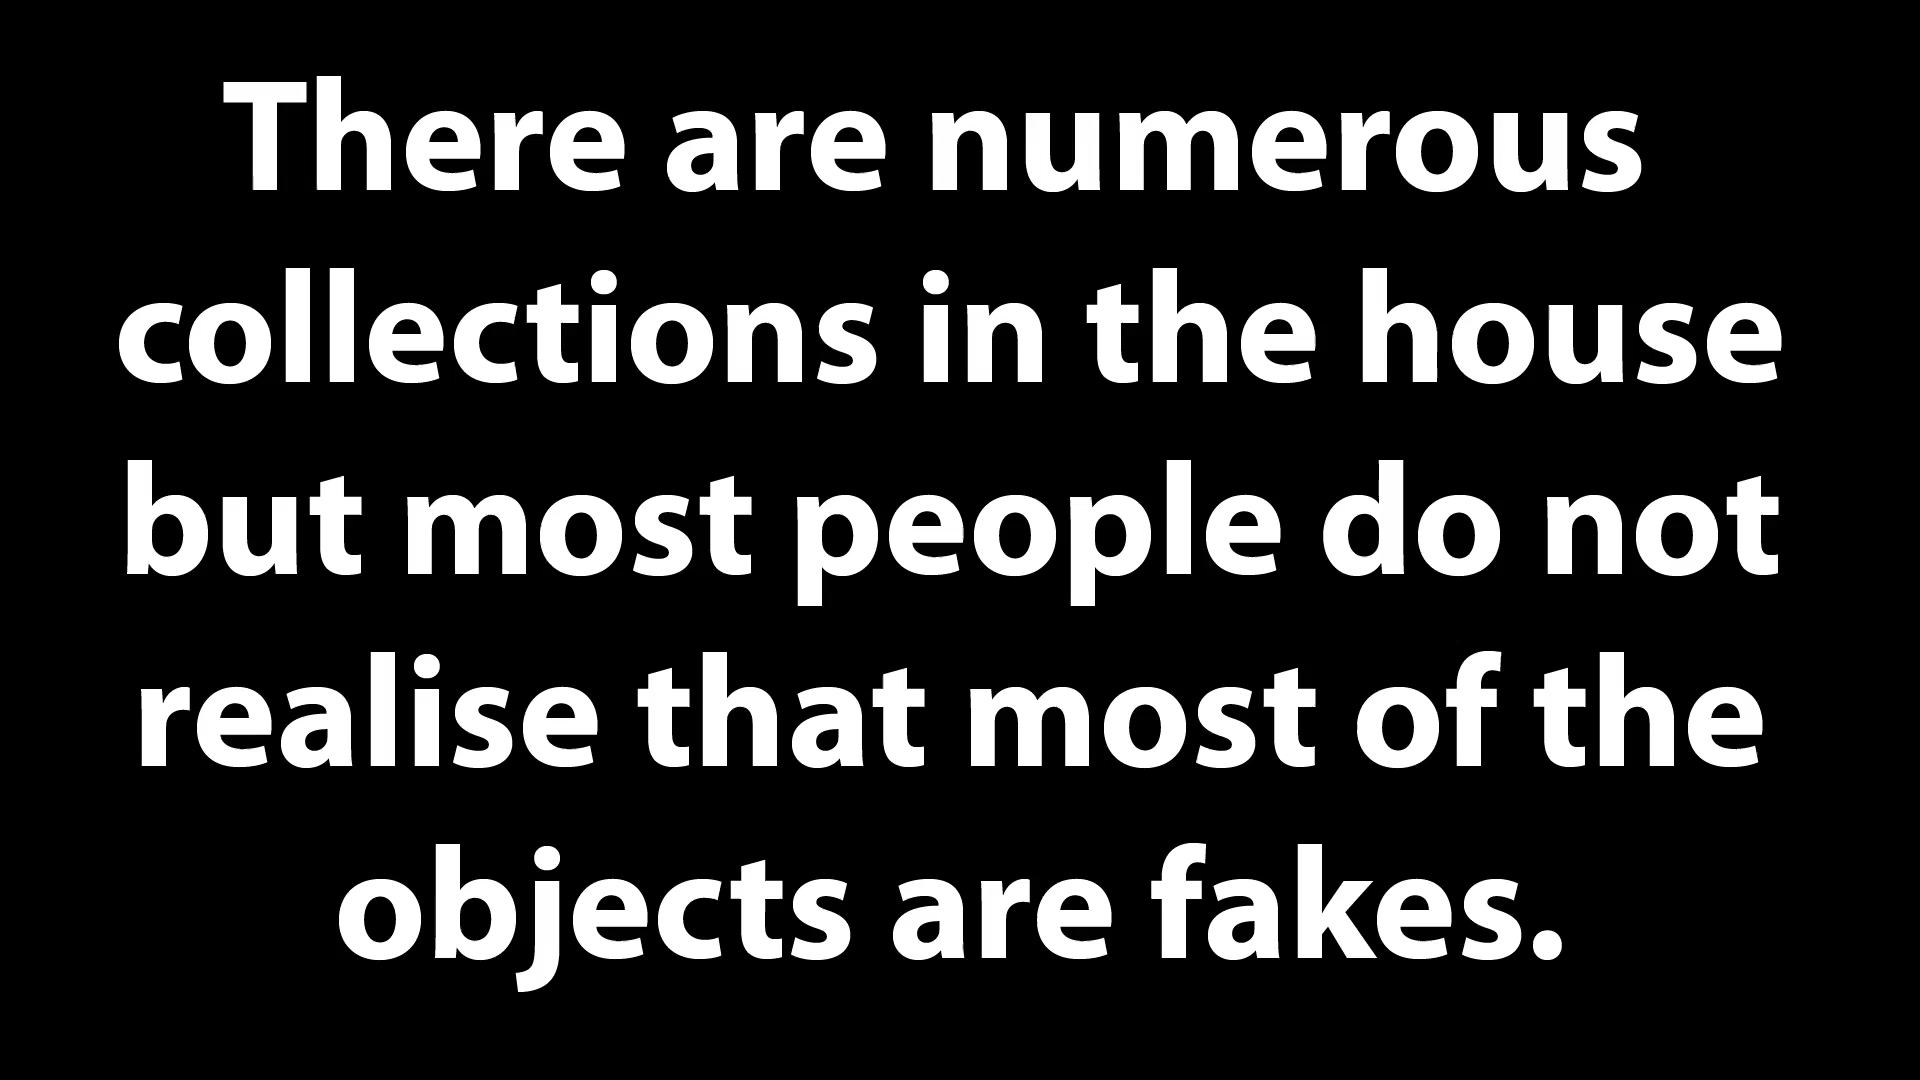 There are numerous
collections in the house
but most people do not
realise that most of the
objects are fakes.